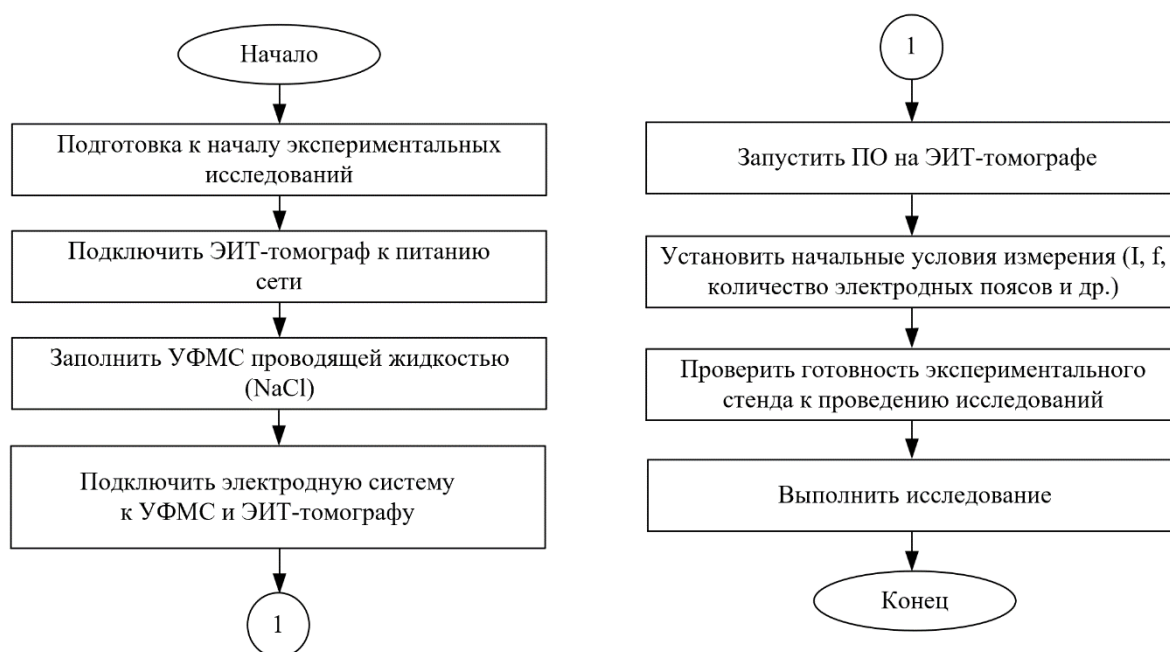 Начало
Подготовка к началу экспериментальных
исследований
Подключить ЭИТ-томограф к питанию
сети
Заполнить УФМС проводящей жидкостью
(NaCl)
Подключить электродную систему
к УФМС и ЭИТ-томографу
1
1
Запустить ПО на ЭИТ-томографе
Установить начальные условия измерения (I, f,
количество электродных поясов и др.)
Проверить готовность экспериментального
стенда к проведению исследований
Выполнить исследование
Конец